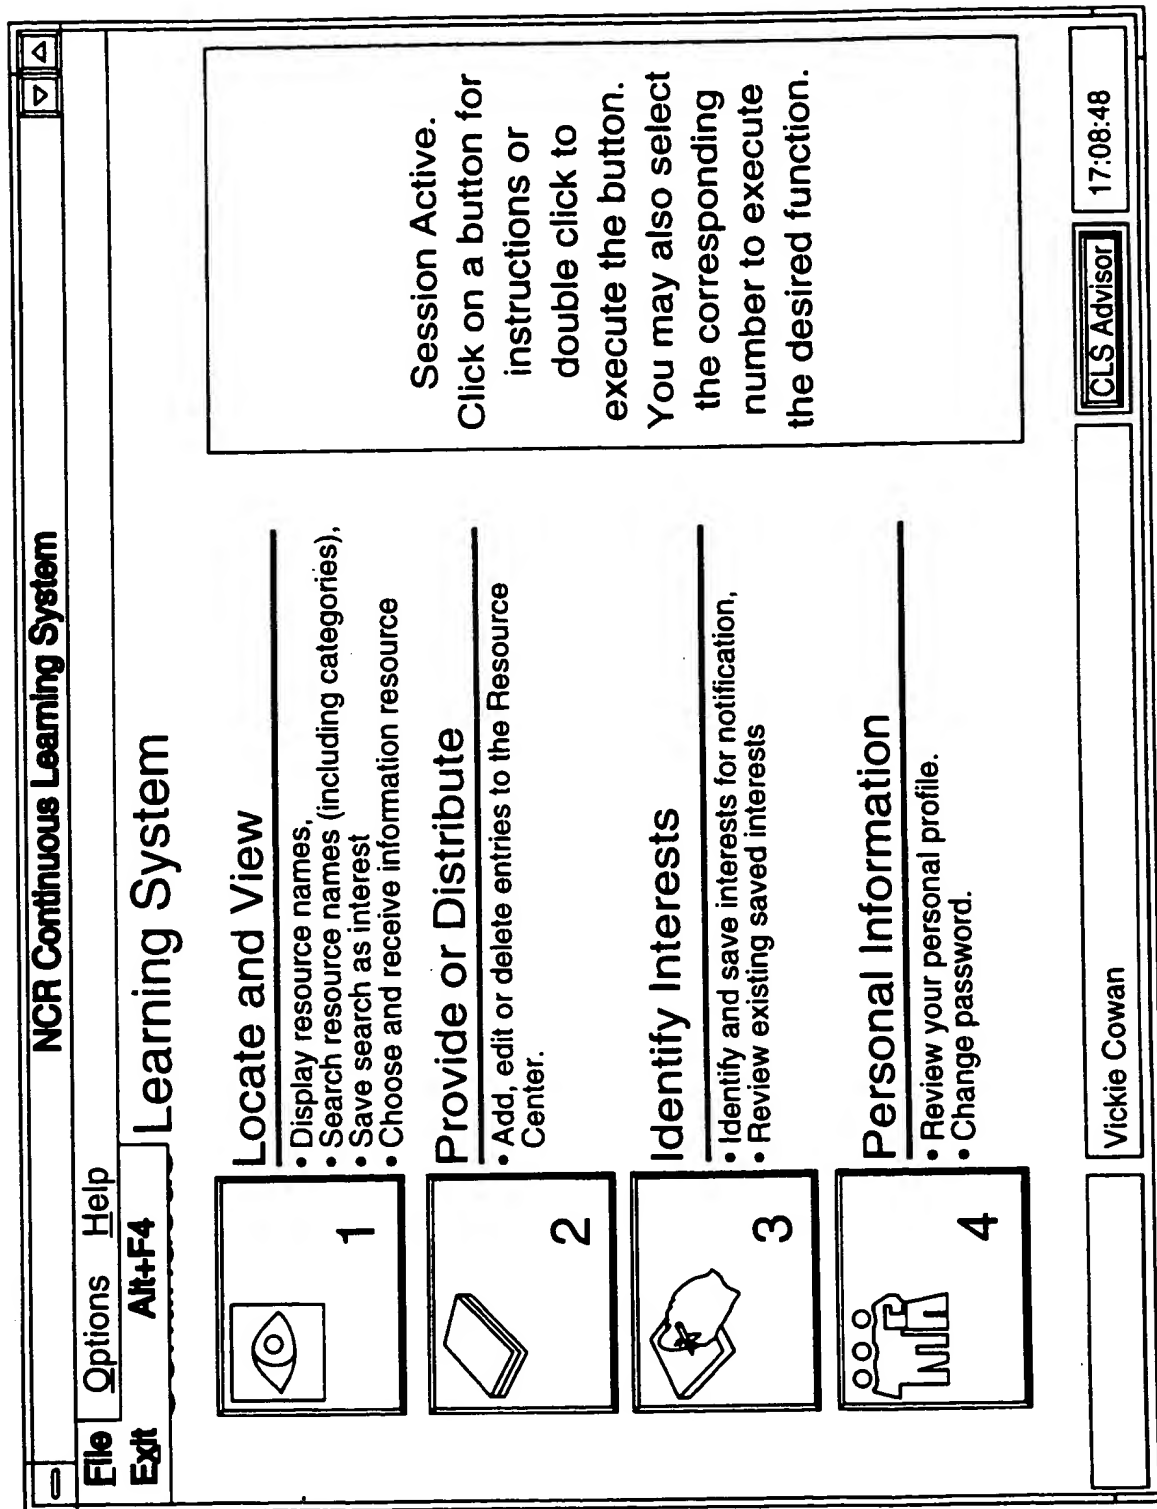 NCR Continuous Learning System
File Options Help
Exit Alt+F4
Learning System
1
Locate and View
• Display resource names,
• Search resource names (including categories),
• Save search as interest
• Choose and receive information resource
2
Provide or Distribute
• Add, edit or delete entries to the Resource
Center.
3
Identify Interests
• Identify and save interests for notification,
• Review existing saved interests
4
Personal Information
• Review your personal profile.
• Change password.
Session Active.
Click on a button for
instructions or
double click to
execute the button.
You may also select
the corresponding
number to execute
the desired function.
Vickie Cowan
CLS Advisor
17:08:48